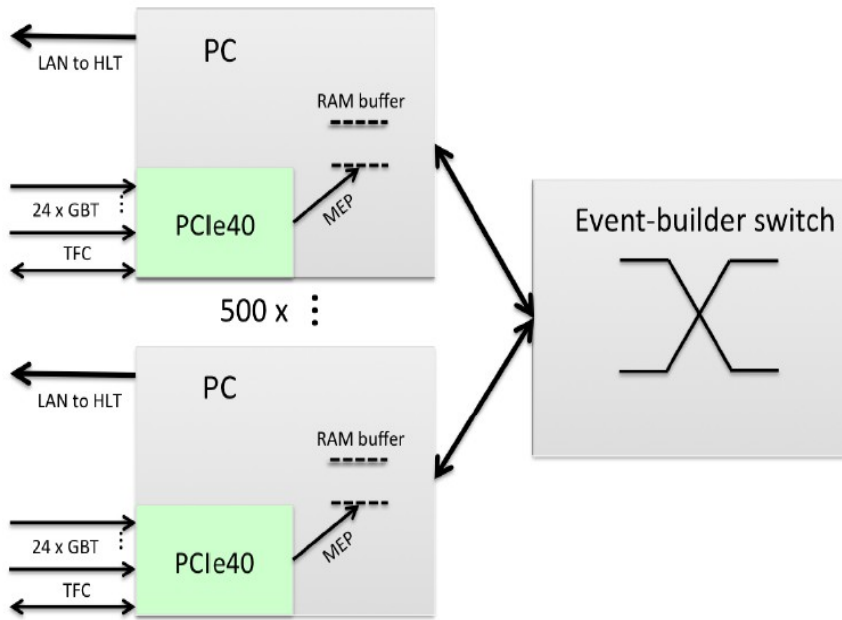 PC
LAN to HLT
RAM buffer
24 x GBT
PCIe40
MEP
TFC
Event-builder switch
500 x
PC
LAN to HLT
RAM buffer
24 x GBT
PCIe40
MEP
TFC